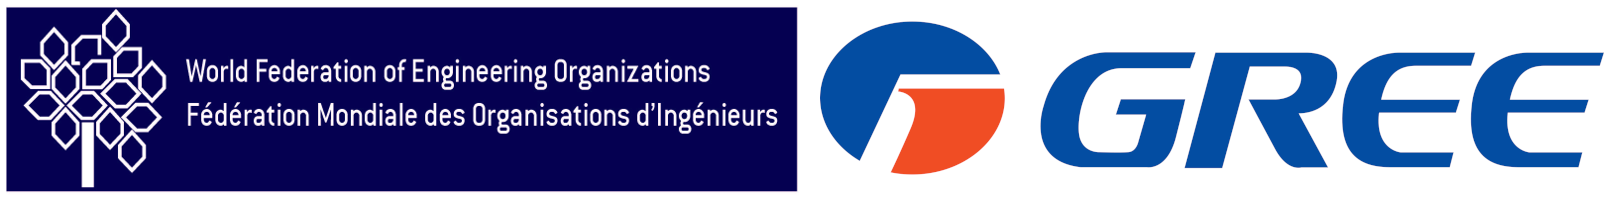 World Federation of Engineering Organizations
Fédération Mondiale des Organisations d'Ingénieurs
GREE